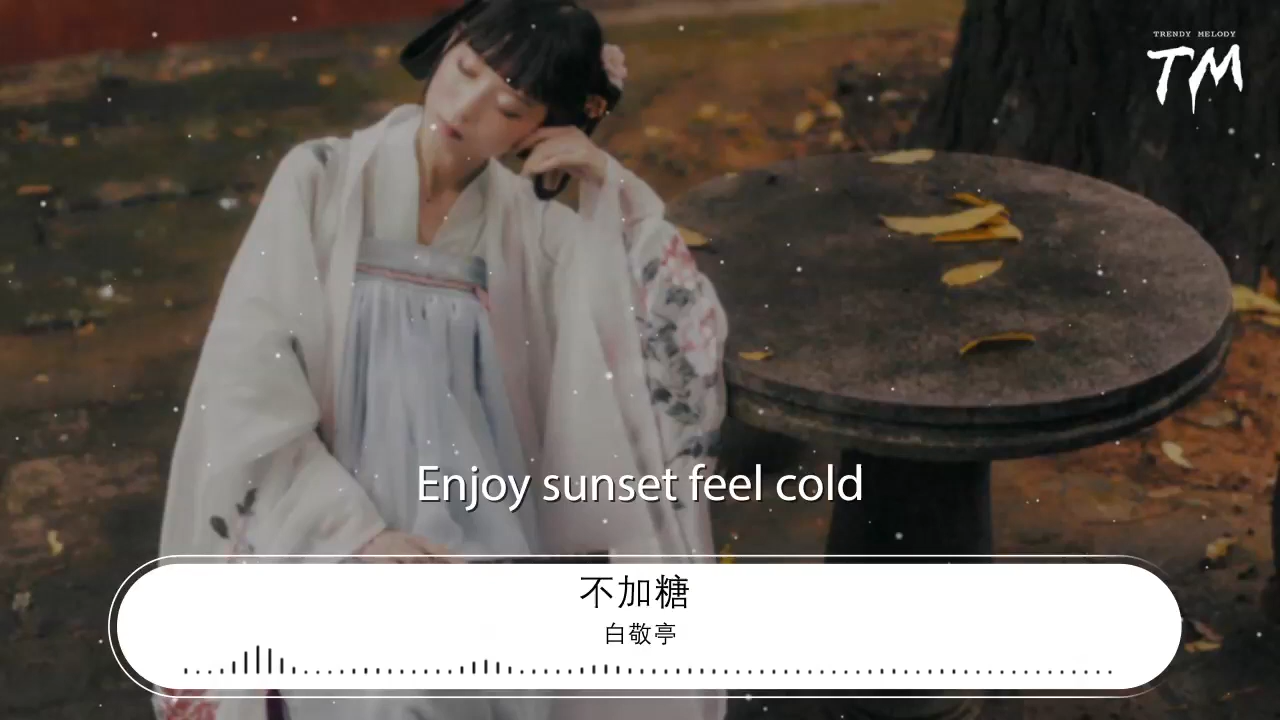 TRENDY MELODY
TM
Enjoy sunset feel cold
不加糖
白敬亭